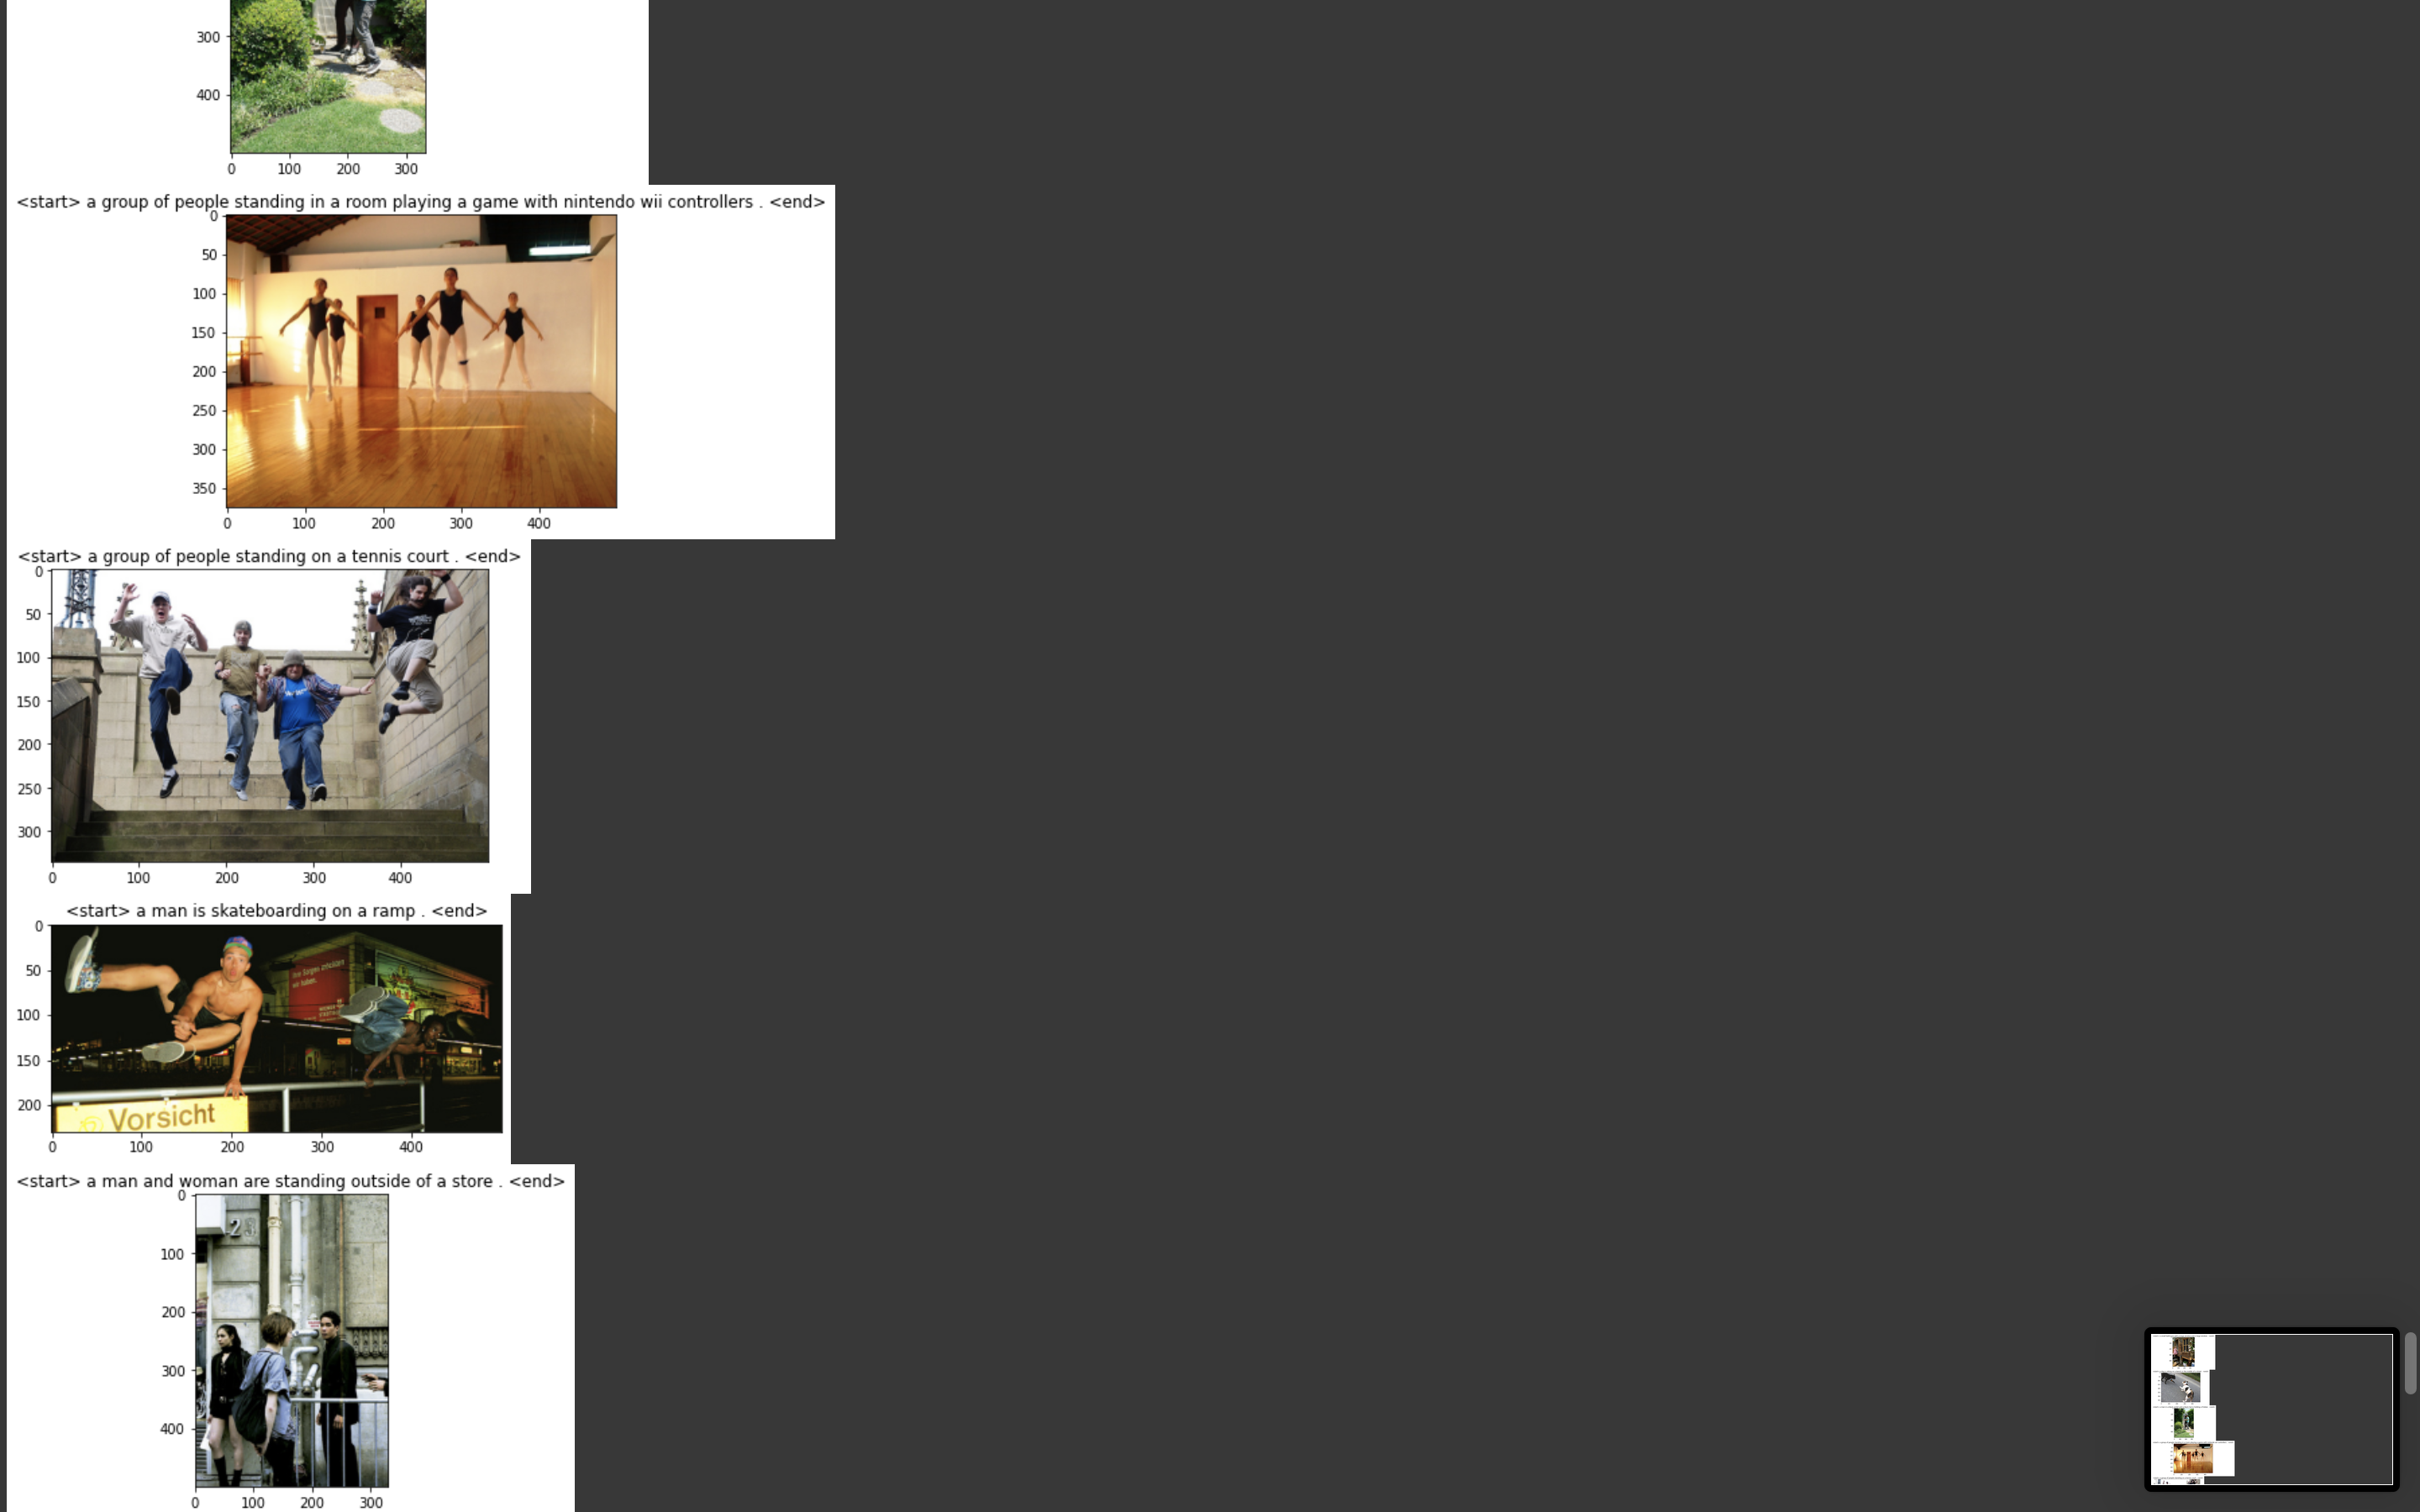 300
400
0 100 200 300
<start> a group of people standing in a room playing a game with nintendo wii controllers . <end>
0
50
100
150
200
250
300
350
0 100 200 300 400
<start> a group of people standing on a tennis court . <end>
0
50
100
150
200
250
300
0 100 200 300 400
<start> a man is skateboarding on a ramp . <end>
0
50
100
150
200
Vorsicht
0 100 200 300 400
<start> a man and woman are standing outside of a store . <end>
0
23
100
200
300
400
0 100 200 300